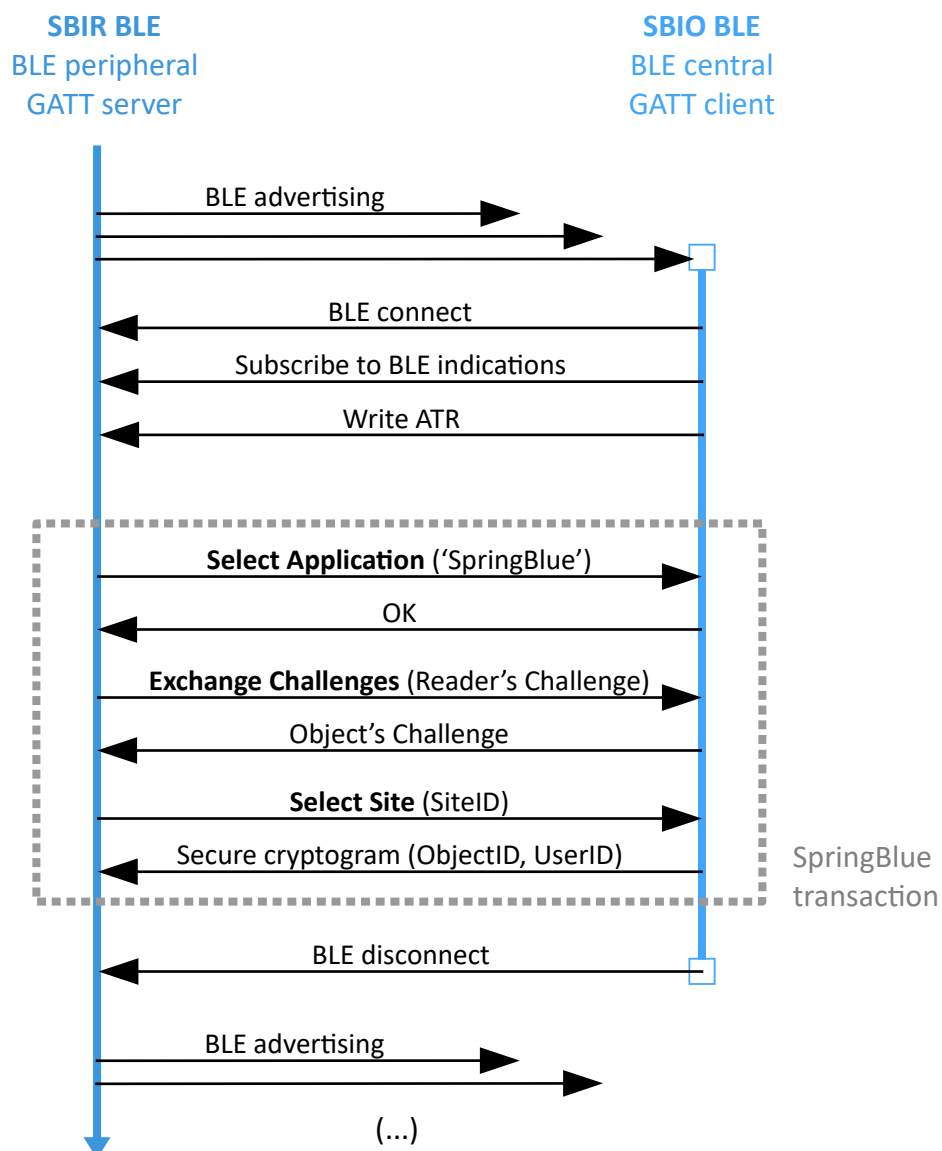 SBIR BLE
BLE peripheral
GATT server
SBIO BLE
BLE central
GATT client
BLE advertising
BLE connect
Subscribe to BLE indications
Write ATR
Select Application (‘SpringBlue’)
OK
Exchange Challenges (Reader’s Challenge)
Object’s Challenge
Select Site (SiteID)
Secure cryptogram (ObjectID, UserID)
SpringBlue
transaction
BLE disconnect
BLE advertising
(...)